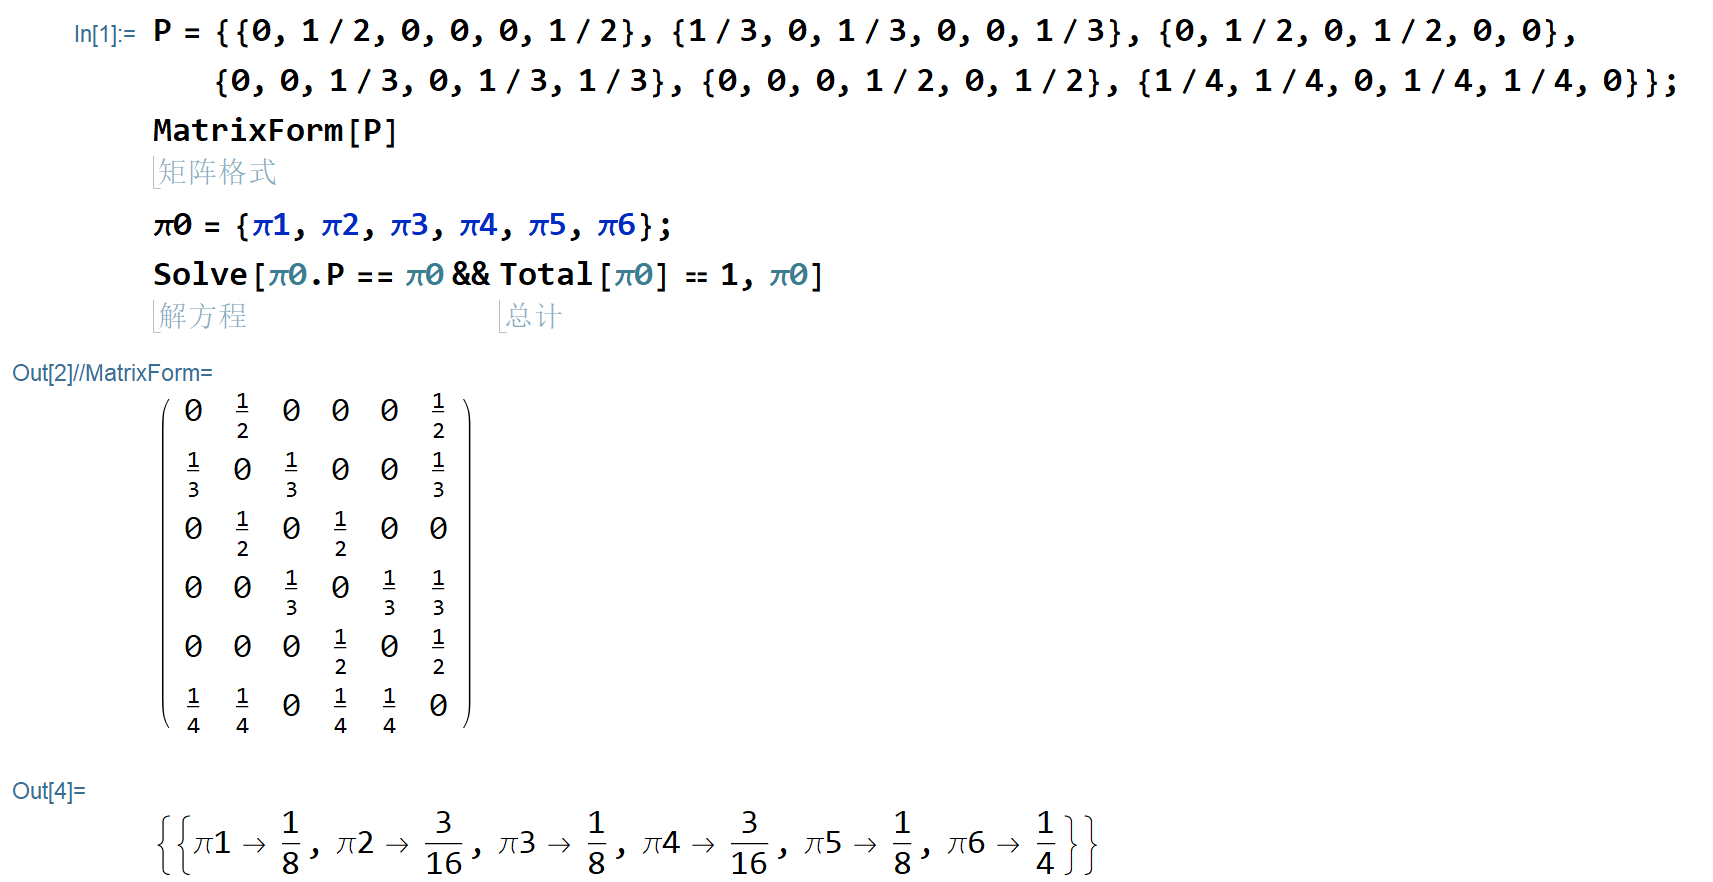 In[1]:= P = {{0, 1/2, 0, 0, 0, 1/2}, {1/3, 0, 1/3, 0, 0, 1/3}, {0, 1/2, 0, 1/2, 0, 0},
{0, 0, 1/3, 0, 1/3, 1/3}, {0, 0, 0, 1/2, 0, 1/2}, {1/4, 1/4, 0, 1/4, 1/4, 0}};
MatrixForm[P]
矩阵格式
π0 = {π1, π2, π3, π4, π5, π6};
Solve[π0.P == π0 && Total[π0] == 1, π0]
解方程 总计
Out[2]//MatrixForm=
0 1/2 0 0 0 1/2
1/3 0 1/3 0 0 1/3
0 1/2 0 1/2 0 0
0 0 1/3 0 1/3 1/3
0 0 0 1/2 0 1/2
1/4 1/4 0 1/4 1/4 0
Out[4]=
{{π1 → 1/8, π2 → 3/16, π3 → 1/8, π4 → 3/16, π5 → 1/8, π6 → 1/4}}